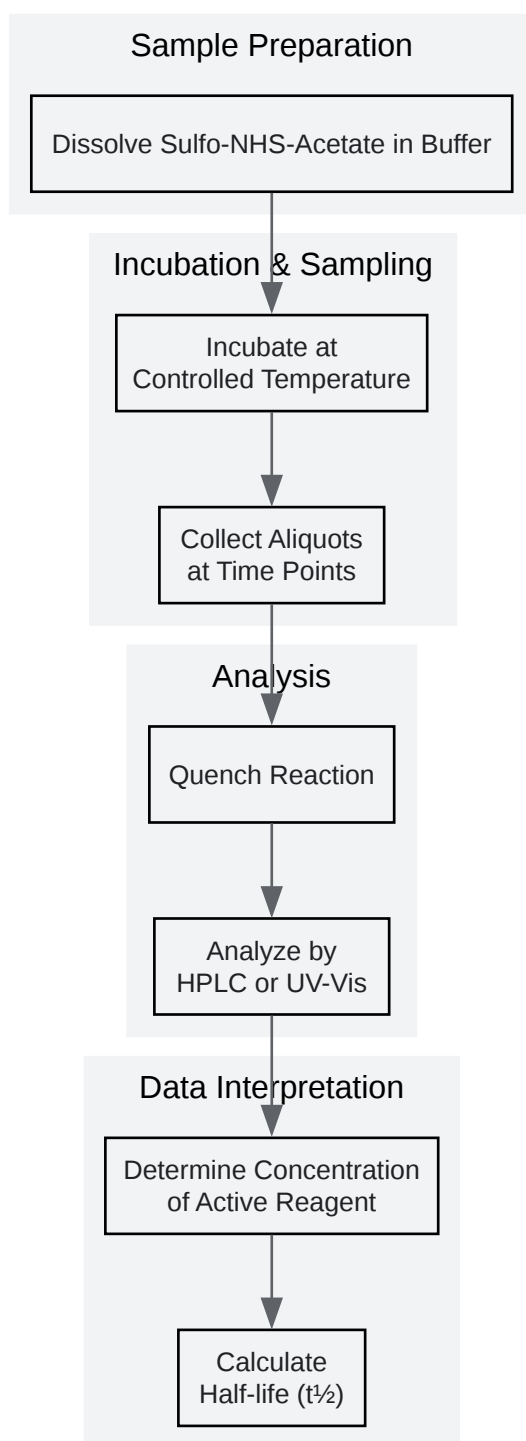 Sample Preparation
Dissolve Sulfo-NHS-Acetate in Buffer
Incubation & Sampling
Incubate at
Controlled Temperature
Collect Aliquots
at Time Points
Analysis
Quench Reaction
Analyze by
HPLC or UV-Vis
Data Interpretation
Determine Concentration
of Active Reagent
Calculate
Half-life (t½)